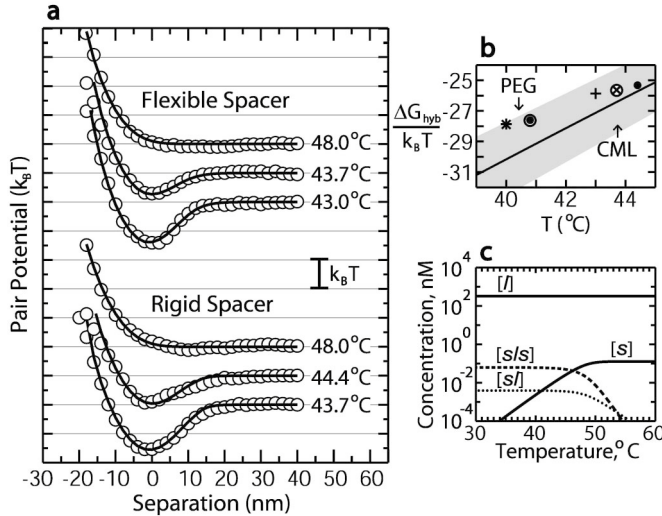 a
Flexible Spacer
48.0°C
43.7°C
43.0°C
kBT
Rigid Spacer
48.0°C
44.4°C
43.7°C
Pair Potential (kBT)
-30 -20 -10 0 10 20 30 40 50 60
Separation (nm)
b
ΔGhyb
kBT
-25
-27
-29
-31
PEG
CML
40 42 44
T (°C)
c
Concentration, nM
10^4
10^2
10^0
10^-2
10^-4
[l]
[sls]
[sl]
[s]
30 40 50 60
Temperature,°C